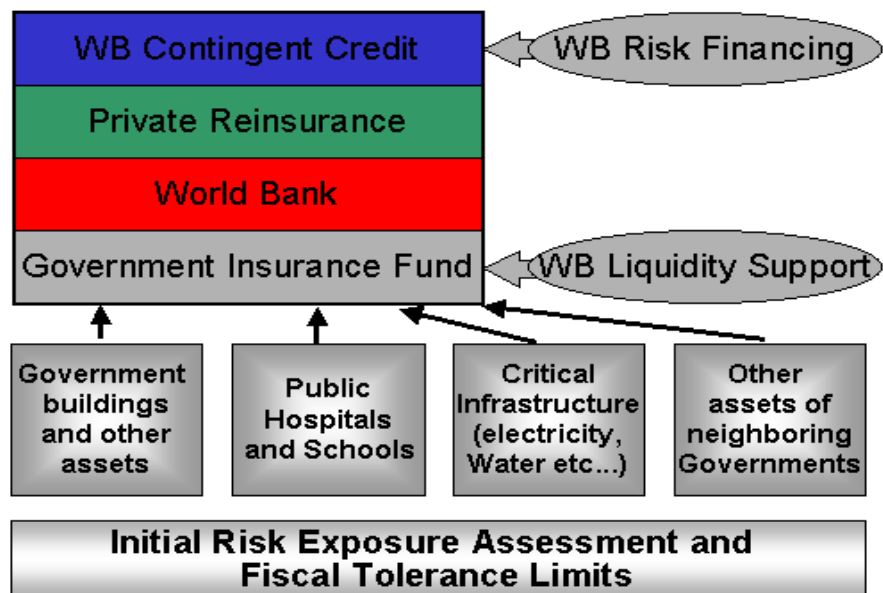 WB Contingent Credit
WB Risk Financing
Private Reinsurance
World Bank
Government Insurance Fund
WB Liquidity Support
Government
buildings
and other
assets
Public
Hospitals
and Schools
Critical
Infrastructure
(electricity,
Water etc...)
Other
assets of
neighboring
Governments
Initial Risk Exposure Assessment and
Fiscal Tolerance Limits